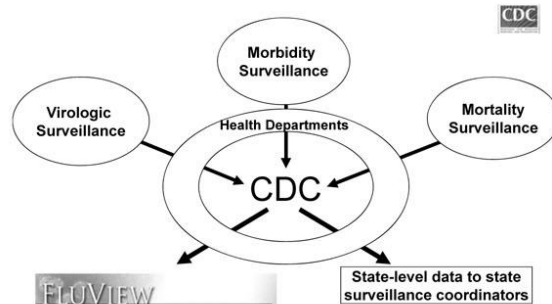 CDC
Morbidity
Surveillance
Virologic
Surveillance
Mortality
Surveillance
Health Departments
CDC
FLUVIEW
State-level data to state
surveillance coordinators